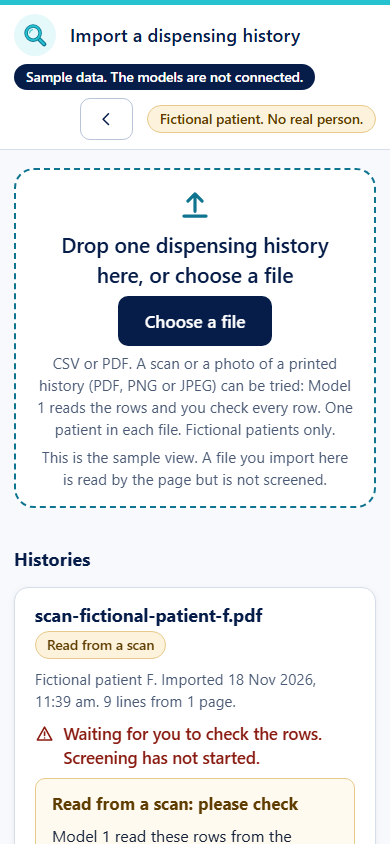 Import a dispensing history
Sample data. The models are not connected.
Fictional patient. No real person.
Drop one dispensing history
here, or choose a file
Choose a file
CSV or PDF. A scan or a photo of a printed
history (PDF, PNG or JPEG) can be tried: Model
1 reads the rows and you check every row. One
patient in each file. Fictional patients only.
This is the sample view. A file you import here
is read by the page but is not screened.
Histories
scan-fictional-patient-f.pdf
Read from a scan
Fictional patient F. Imported 18 Nov 2026,
11:39 am. 9 lines from 1 page.
Waiting for you to check the rows.
Screening has not started.
Read from a scan: please check
Model 1 read these rows from the